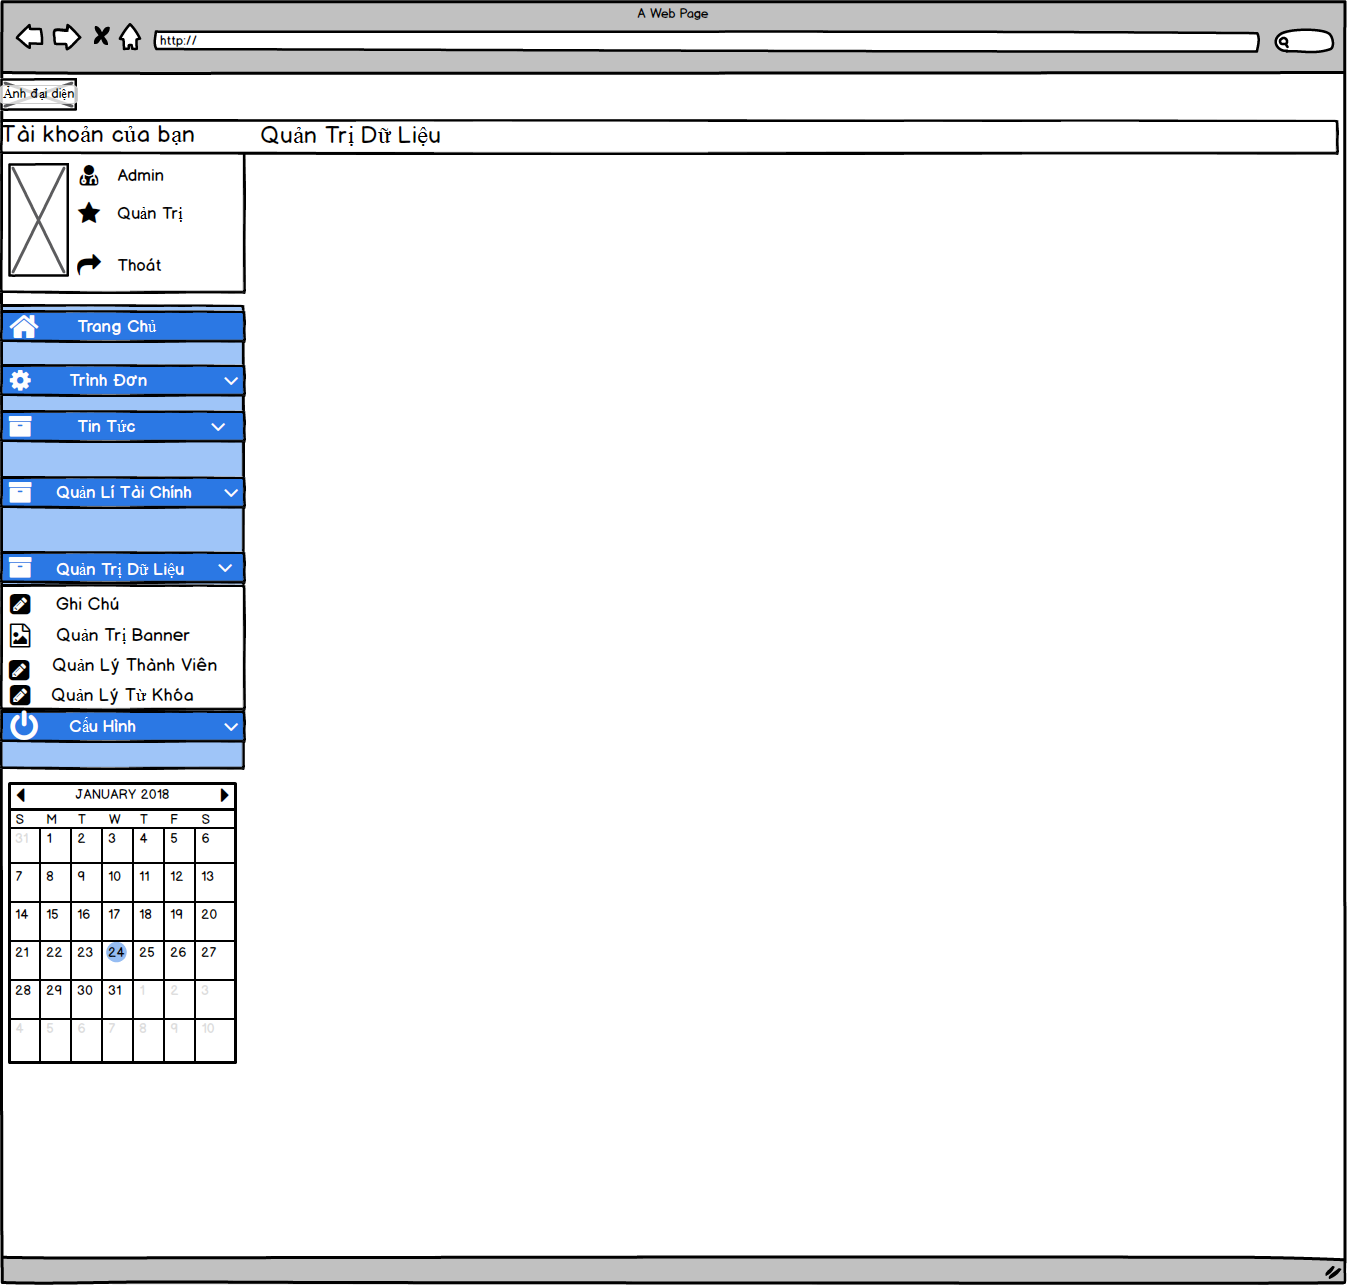 A Web Page
http://
Ảnh đại diện
Tài khoản của bạn
Quản Trị Dữ Liệu
Admin
Quản Trị
Thoát
Trang Chủ
Trình Đơn
Tin Tức
Quản Lí Tài Chính
Quản Trị Dữ Liệu
Ghi Chú
Quản Trị Banner
Quản Lý Thành Viên
Quản Lý Từ Khóa
Cấu Hình
JANUARY 2018
S M T W T F S
31 1 2 3 4 5 6
7 8 9 10 11 12 13
14 15 16 17 18 19 20
21 22 23 24 25 26 27
28 29 30 31 1 2 3
4 5 6 7 8 9 10